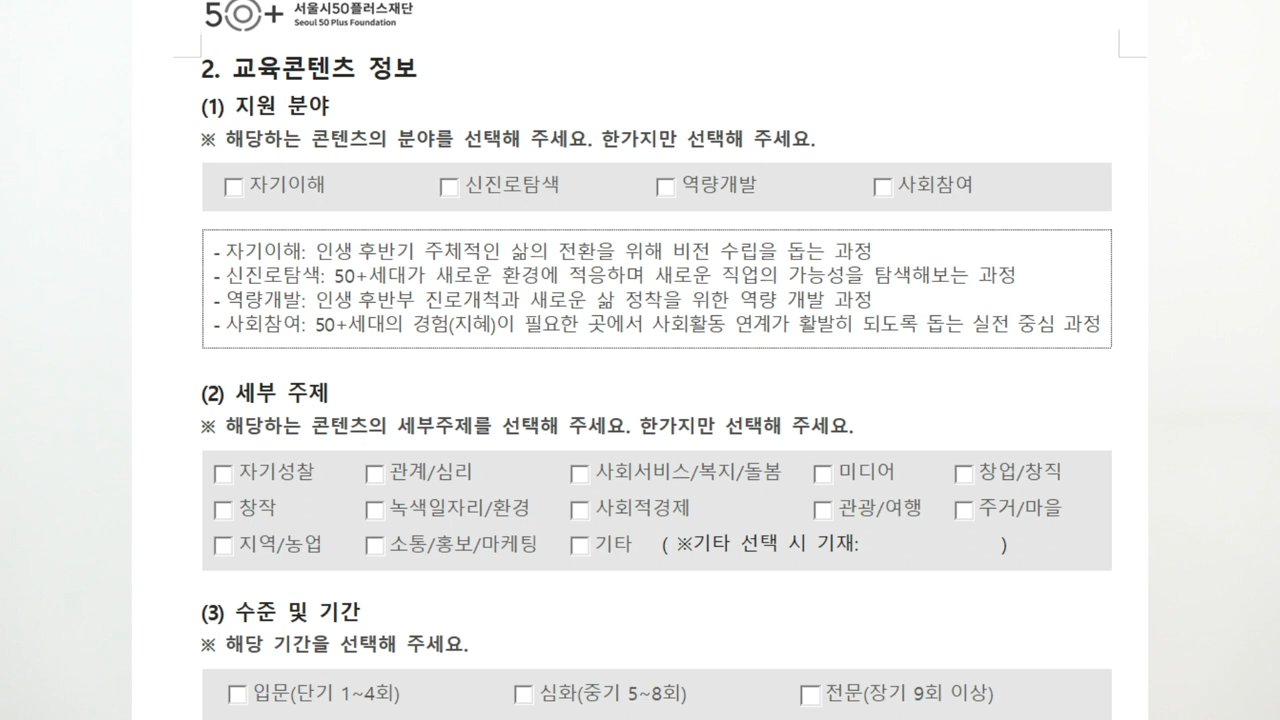 50+ 서울시50플러스재단
Seoul 50 Plus Foundation
2. 교육콘텐츠 정보
(1) 지원 분야
※ 해당하는 콘텐츠의 분야를 선택해 주세요. 한가지만 선택해 주세요.
자기이해 신진로탐색 역량개발 사회참여
- 자기이해: 인생 후반기 주체적인 삶의 전환을 위해 비전 수립을 돕는 과정
- 신진로탐색: 50+세대가 새로운 환경에 적응하며 새로운 직업의 가능성을 탐색해보는 과정
- 역량개발: 인생 후반부 진로개척과 새로운 삶 정착을 위한 역량 개발 과정
- 사회참여: 50+세대의 경험(지혜)이 필요한 곳에서 사회활동 연계가 활발히 되도록 돕는 실전 중심 과정
(2) 세부 주제
※ 해당하는 콘텐츠의 세부주제를 선택해 주세요. 한가지만 선택해 주세요.
자기성찰 관계/심리 사회서비스/복지/돌봄 미디어 창업/창직
창작 녹색일자리/환경 사회적경제 관광/여행 주거/마을
지역/농업 소통/홍보/마케팅 기타 ( ※기타 선택 시 기재: )
(3) 수준 및 기간
※ 해당 기간을 선택해 주세요.
입문(단기 1~4회) 심화(중기 5~8회) 전문(장기 9회 이상)